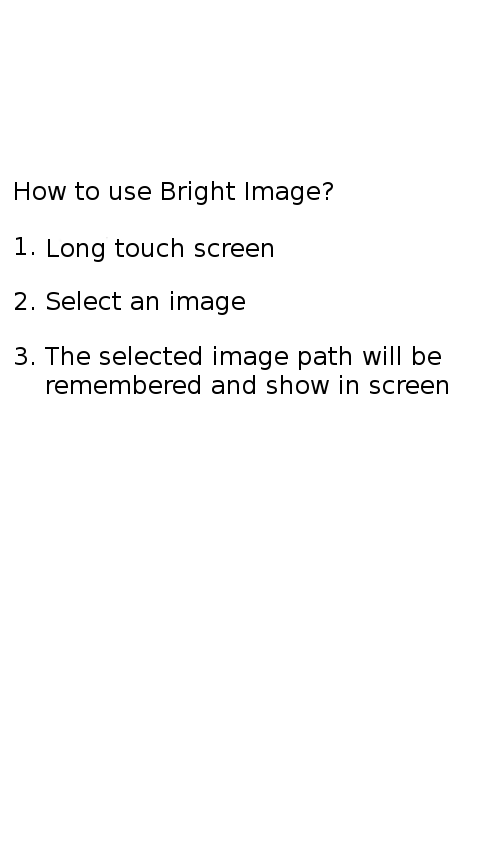 How to use Bright Image?
1. Long touch screen
2. Select an image
3. The selected image path will be
remembered and show in screen